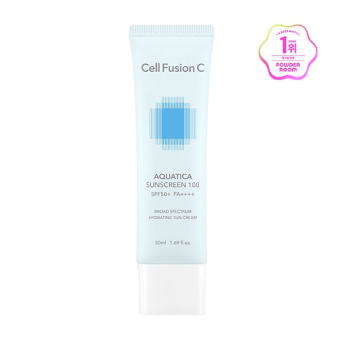 Cell Fusion C
1위
POWDER
ROOM
AQUATICA
SUNSCREEN 100
SPF50+ PA++++
BROAD SPECTRUM
HYDRATING SUN CREAM
50ml 1.69 fl.oz.